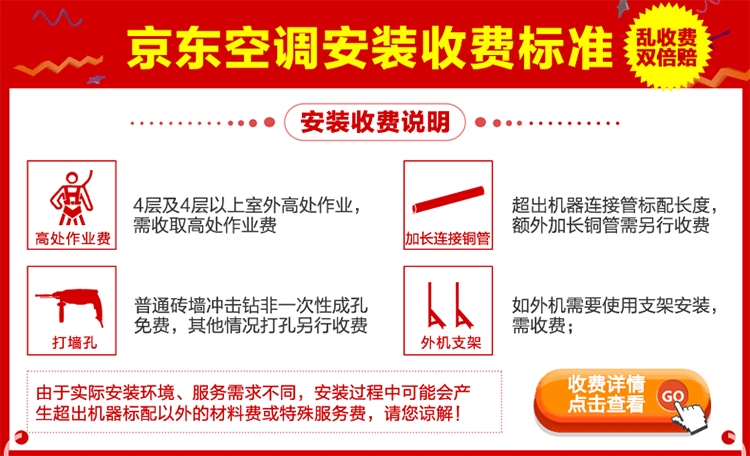 京东空调安装收费标准
乱收费
双倍赔
安装收费说明
高处作业费
4层及4层以上室外高处作业，
需收取高处作业费
加长连接铜管
超出机器连接管标配长度，
额外加长铜管需另行收费
打墙孔
普通砖墙冲击钻非一次性成孔
免费，其他情况打孔另行收费
外机支架
如外机需要使用支架安装，
需收费；
由于实际安装环境、服务需求不同，安装过程中可能会产
生超出机器标配以外的材料费或特殊服务费，请您谅解！
收费详情
点击查看
GO